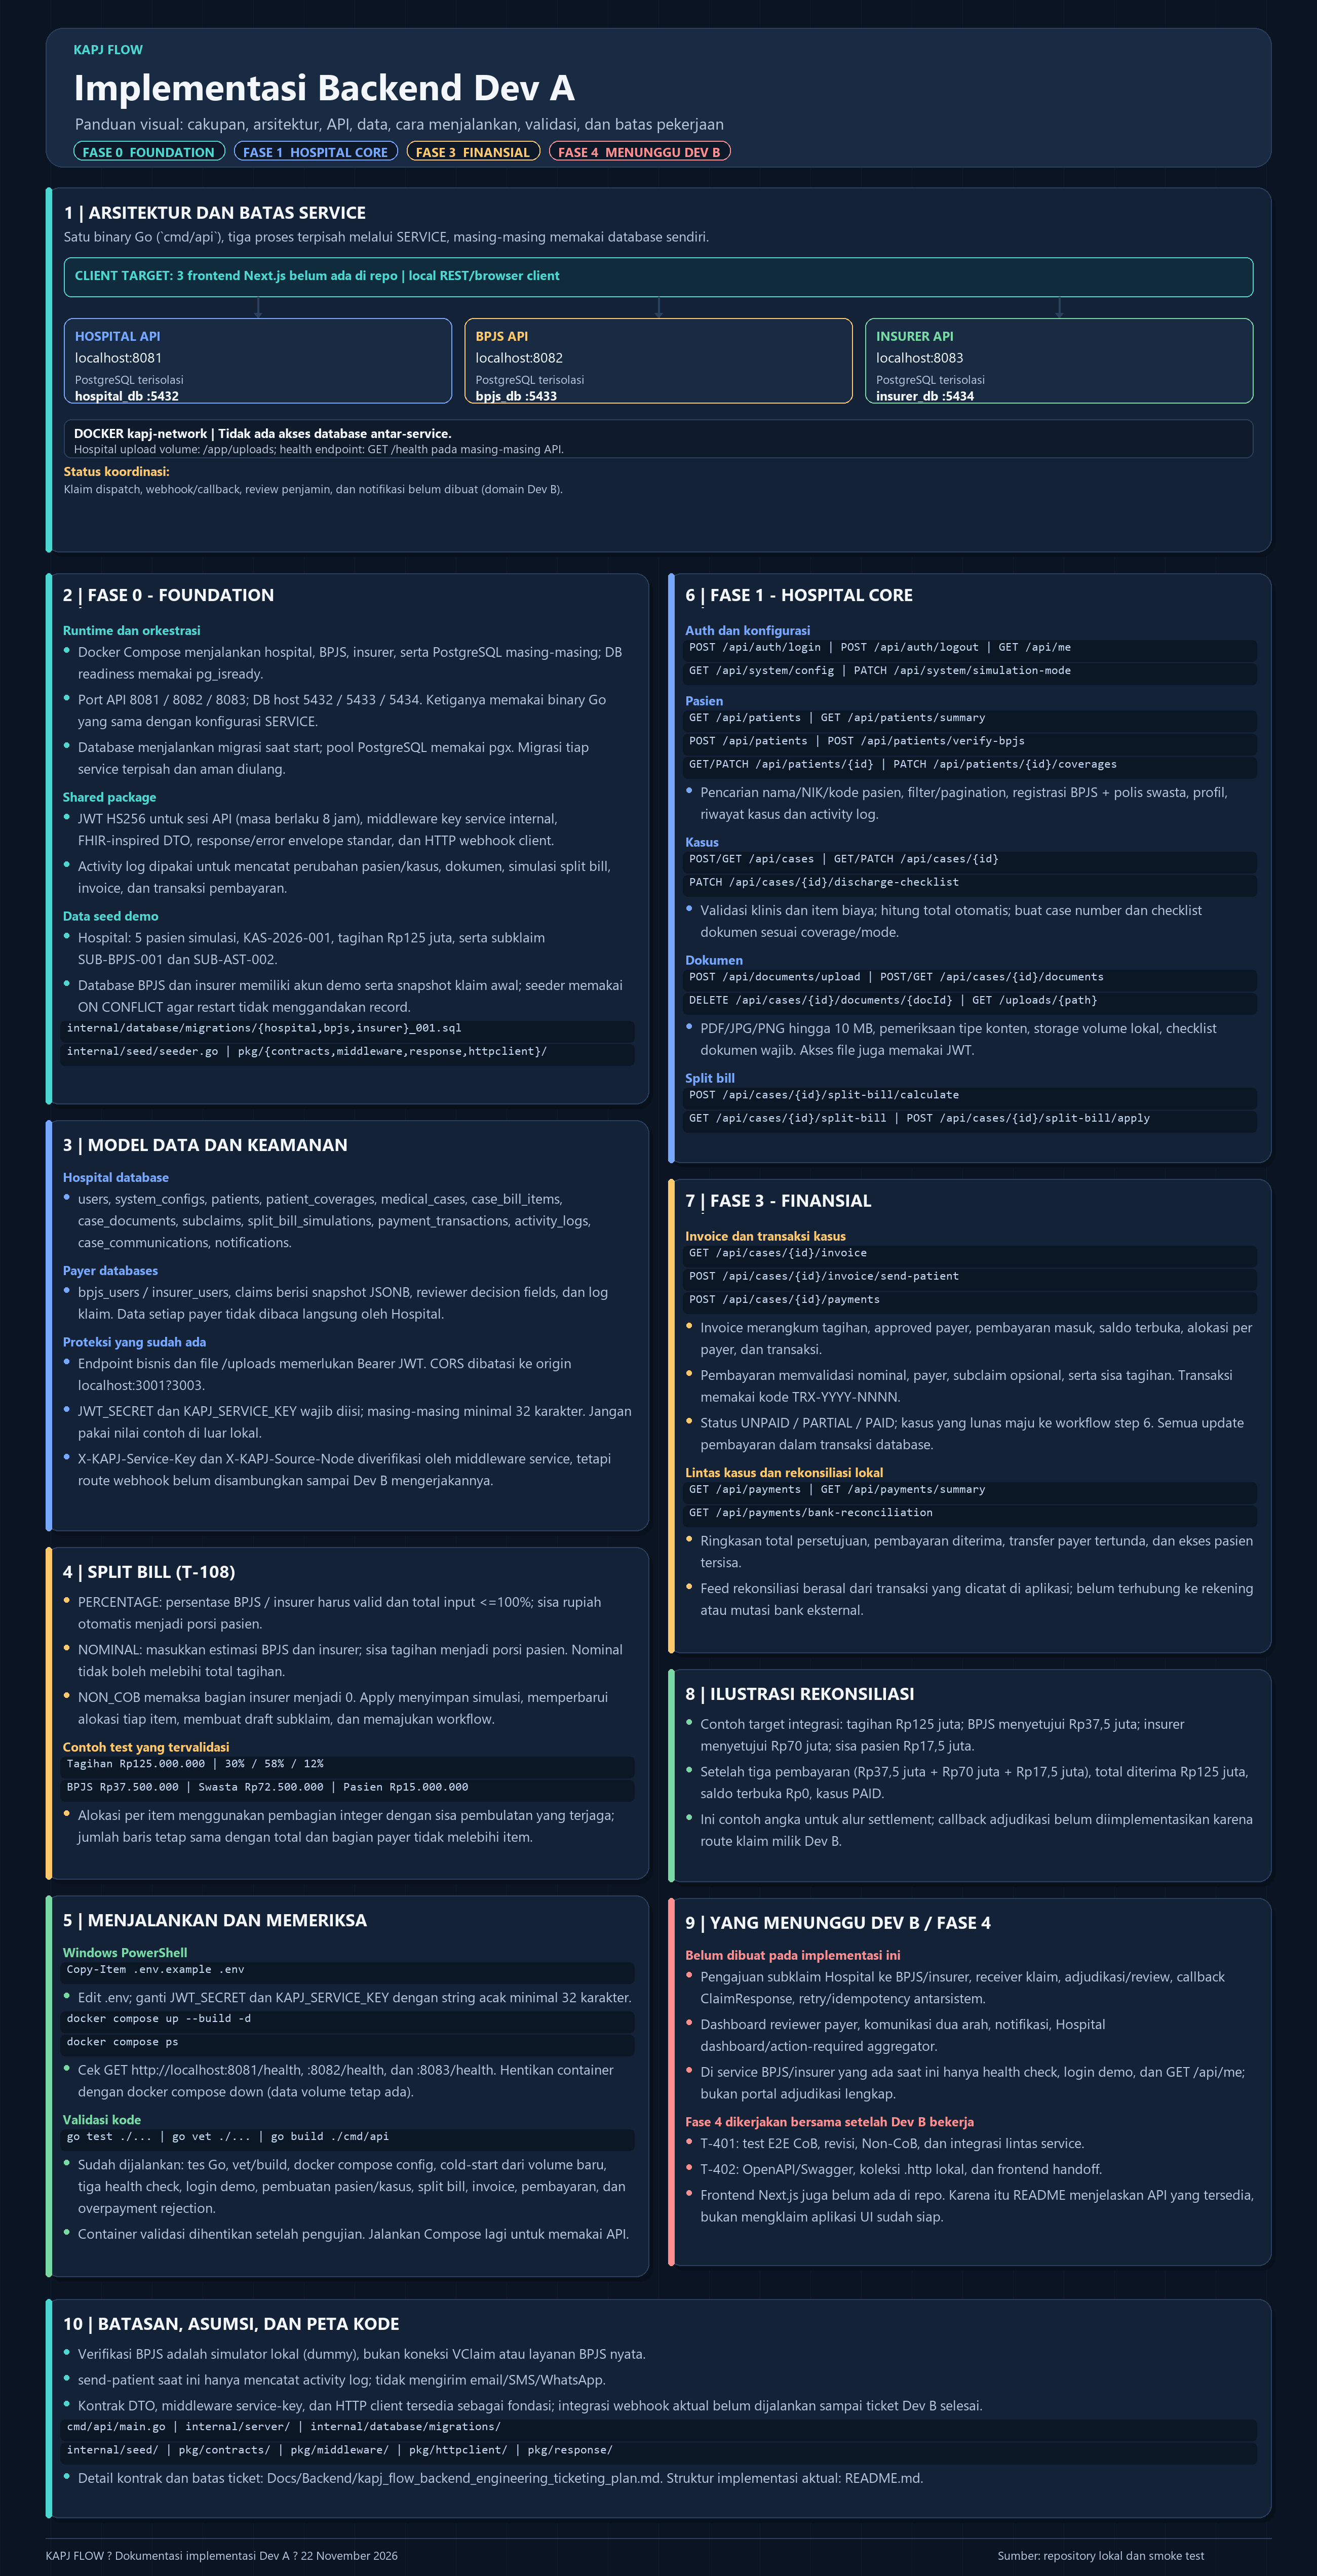 KAPJ FLOW
Implementasi Backend Dev A
Panduan visual: cakupan, arsitektur, API, data, cara menjalankan, validasi, dan batas pekerjaan
FASE 0  FOUNDATION
FASE 1  HOSPITAL CORE
FASE 3  FINANSIAL
FASE 4  MENUNGGU DEV B
1 | ARSITEKTUR DAN BATAS SERVICE
Satu binary Go (`cmd/api`), tiga proses terpisah melalui SERVICE, masing-masing memakai database sendiri.
CLIENT TARGET: 3 frontend Next.js belum ada di repo | local REST/browser client
HOSPITAL API
localhost:8081
PostgreSQL terisolasi
hospital_db :5432
BPJS API
localhost:8082
PostgreSQL terisolasi
bpjs_db :5433
INSURER API
localhost:8083
PostgreSQL terisolasi
insurer_db :5434
DOCKER kapj-network | Tidak ada akses database antar-service.
Hospital upload volume: /app/uploads; health endpoint: GET /health pada masing-masing API.
Status koordinasi:
Klaim dispatch, webhook/callback, review penjamin, dan notifikasi belum dibuat (domain Dev B).
2 | FASE 0 - FOUNDATION
Runtime dan orkestrasi
• Docker Compose menjalankan hospital, BPJS, insurer, serta PostgreSQL masing-masing; DB
readiness memakai pg_isready.
• Port API 8081 / 8082 / 8083; DB host 5432 / 5433 / 5434. Ketiganya memakai binary Go
yang sama dengan konfigurasi SERVICE.
• Database menjalankan migrasi saat start; pool PostgreSQL memakai pgx. Migrasi tiap
service terpisah dan aman diulang.
Shared package
• JWT HS256 untuk sesi API (masa berlaku 8 jam), middleware key service internal,
FHIR-inspired DTO, response/error envelope standar, dan HTTP webhook client.
• Activity log dipakai untuk mencatat perubahan pasien/kasus, dokumen, simulasi split bill,
invoice, dan transaksi pembayaran.
Data seed demo
• Hospital: 5 pasien simulasi, KAS-2026-001, tagihan Rp125 juta, serta subklaim
SUB-BPJS-001 dan SUB-AST-002.
• Database BPJS dan insurer memiliki akun demo serta snapshot klaim awal; seeder memakai
ON CONFLICT agar restart tidak menggandakan record.
internal/database/migrations/{hospital,bpjs,insurer}_001.sql
internal/seed/seeder.go | pkg/{contracts,middleware,response,httpclient}/
3 | MODEL DATA DAN KEAMANAN
Hospital database
• users, system_configs, patients, patient_coverages, medical_cases, case_bill_items,
case_documents, subclaims, split_bill_simulations, payment_transactions, activity_logs,
case_communications, notifications.
Payer databases
• bpjs_users / insurer_users, claims berisi snapshot JSONB, reviewer decision fields, dan log
klaim. Data setiap payer tidak dibaca langsung oleh Hospital.
Proteksi yang sudah ada
• Endpoint bisnis dan file /uploads memerlukan Bearer JWT. CORS dibatasi ke origin
localhost:3001?3003.
• JWT_SECRET dan KAPJ_SERVICE_KEY wajib diisi; masing-masing minimal 32 karakter. Jangan
pakai nilai contoh di luar lokal.
• X-KAPJ-Service-Key dan X-KAPJ-Source-Node diverifikasi oleh middleware service, tetapi
route webhook belum disambungkan sampai Dev B mengerjakannya.
4 | SPLIT BILL (T-108)
• PERCENTAGE: persentase BPJS / insurer harus valid dan total input <=100%; sisa rupiah
otomatis menjadi porsi pasien.
• NOMINAL: masukkan estimasi BPJS dan insurer; sisa tagihan menjadi porsi pasien. Nominal
tidak boleh melebihi total tagihan.
• NON_COB memaksa bagian insurer menjadi 0. Apply menyimpan simulasi, memperbarui
alokasi tiap item, membuat draft subklaim, dan memajukan workflow.
Contoh test yang tervalidasi
Tagihan Rp125.000.000 | 30% / 58% / 12%
BPJS Rp37.500.000 | Swasta Rp72.500.000 | Pasien Rp15.000.000
• Alokasi per item menggunakan pembagian integer dengan sisa pembulatan yang terjaga;
jumlah baris tetap sama dengan total dan bagian payer tidak melebihi item.
5 | MENJALANKAN DAN MEMERIKSA
Windows PowerShell
Copy-Item .env.example .env
• Edit .env; ganti JWT_SECRET dan KAPJ_SERVICE_KEY dengan string acak minimal 32 karakter.
docker compose up --build -d
docker compose ps
• Cek GET http://localhost:8081/health, :8082/health, dan :8083/health. Hentikan container
dengan docker compose down (data volume tetap ada).
Validasi kode
go test ./... | go vet ./... | go build ./cmd/api
• Sudah dijalankan: tes Go, vet/build, docker compose config, cold-start dari volume baru,
tiga health check, login demo, pembuatan pasien/kasus, split bill, invoice, pembayaran, dan
overpayment rejection.
• Container validasi dihentikan setelah pengujian. Jalankan Compose lagi untuk memakai API.
6 | FASE 1 - HOSPITAL CORE
Auth dan konfigurasi
POST /api/auth/login | POST /api/auth/logout | GET /api/me
GET /api/system/config | PATCH /api/system/simulation-mode
Pasien
GET /api/patients | GET /api/patients/summary
POST /api/patients | POST /api/patients/verify-bpjs
GET/PATCH /api/patients/{id} | PATCH /api/patients/{id}/coverages
• Pencarian nama/NIK/kode pasien, filter/pagination, registrasi BPJS + polis swasta, profil,
riwayat kasus dan activity log.
Kasus
POST/GET /api/cases | GET/PATCH /api/cases/{id}
PATCH /api/cases/{id}/discharge-checklist
• Validasi klinis dan item biaya; hitung total otomatis; buat case number dan checklist
dokumen sesuai coverage/mode.
Dokumen
POST /api/documents/upload | POST/GET /api/cases/{id}/documents
DELETE /api/cases/{id}/documents/{docId} | GET /uploads/{path}
• PDF/JPG/PNG hingga 10 MB, pemeriksaan tipe konten, storage volume lokal, checklist
dokumen wajib. Akses file juga memakai JWT.
Split bill
POST /api/cases/{id}/split-bill/calculate
GET /api/cases/{id}/split-bill | POST /api/cases/{id}/split-bill/apply
7 | FASE 3 - FINANSIAL
Invoice dan transaksi kasus
GET /api/cases/{id}/invoice
POST /api/cases/{id}/invoice/send-patient
POST /api/cases/{id}/payments
• Invoice merangkum tagihan, approved payer, pembayaran masuk, saldo terbuka, alokasi per
payer, dan transaksi.
• Pembayaran memvalidasi nominal, payer, subclaim opsional, serta sisa tagihan. Transaksi
memakai kode TRX-YYYY-NNNN.
• Status UNPAID / PARTIAL / PAID; kasus yang lunas maju ke workflow step 6. Semua update
pembayaran dalam transaksi database.
Lintas kasus dan rekonsiliasi lokal
GET /api/payments | GET /api/payments/summary
GET /api/payments/bank-reconciliation
• Ringkasan total persetujuan, pembayaran diterima, transfer payer tertunda, dan ekses pasien
tersisa.
• Feed rekonsiliasi berasal dari transaksi yang dicatat di aplikasi; belum terhubung ke rekening
atau mutasi bank eksternal.
8 | ILUSTRASI REKONSILIASI
• Contoh target integrasi: tagihan Rp125 juta; BPJS menyetujui Rp37,5 juta; insurer
menyetujui Rp70 juta; sisa pasien Rp17,5 juta.
• Setelah tiga pembayaran (Rp37,5 juta + Rp70 juta + Rp17,5 juta), total diterima Rp125 juta,
saldo terbuka Rp0, kasus PAID.
• Ini contoh angka untuk alur settlement; callback adjudikasi belum diimplementasikan karena
route klaim milik Dev B.
9 | YANG MENUNGGU DEV B / FASE 4
Belum dibuat pada implementasi ini
• Pengajuan subklaim Hospital ke BPJS/insurer, receiver klaim, adjudikasi/review, callback
ClaimResponse, retry/idempotency antarsistem.
• Dashboard reviewer payer, komunikasi dua arah, notifikasi, Hospital
dashboard/action-required aggregator.
• Di service BPJS/insurer yang ada saat ini hanya health check, login demo, dan GET /api/me;
bukan portal adjudikasi lengkap.
Fase 4 dikerjakan bersama setelah Dev B bekerja
• T-401: test E2E CoB, revisi, Non-CoB, dan integrasi lintas service.
• T-402: OpenAPI/Swagger, koleksi .http lokal, dan frontend handoff.
• Frontend Next.js juga belum ada di repo. Karena itu README menjelaskan API yang tersedia,
bukan mengklaim aplikasi UI sudah siap.
10 | BATASAN, ASUMSI, DAN PETA KODE
• Verifikasi BPJS adalah simulator lokal (dummy), bukan koneksi VClaim atau layanan BPJS nyata.
• send-patient saat ini hanya mencatat activity log; tidak mengirim email/SMS/WhatsApp.
• Kontrak DTO, middleware service-key, dan HTTP client tersedia sebagai fondasi; integrasi webhook aktual belum dijalankan sampai ticket Dev B selesai.
cmd/api/main.go | internal/server/ | internal/database/migrations/
internal/seed/ | pkg/contracts/ | pkg/middleware/ | pkg/httpclient/ | pkg/response/
• Detail kontrak dan batas ticket: Docs/Backend/kapj_flow_backend_engineering_ticketing_plan.md. Struktur implementasi aktual: README.md.
KAPJ FLOW ? Dokumentasi implementasi Dev A ? 22 November 2026
Sumber: repository lokal dan smoke test